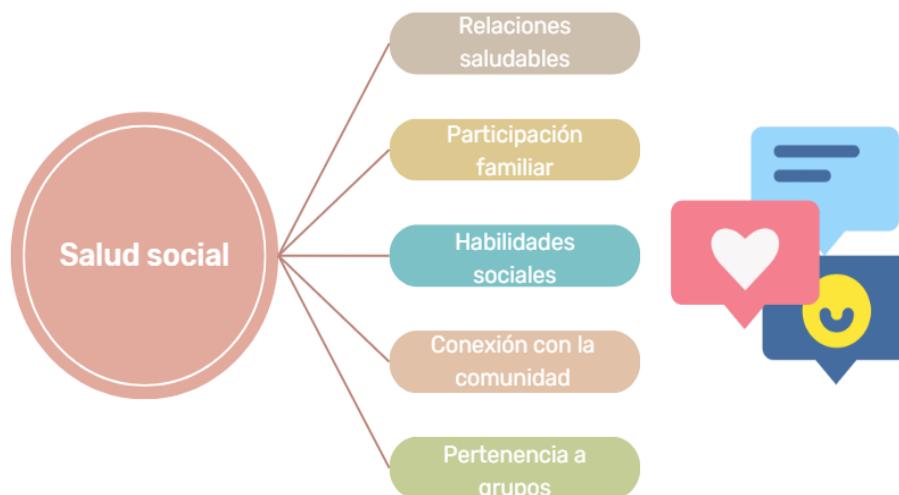 Relaciones
saludables
Participación
familiar
Salud social
Habilidades
sociales
Conexión con la
comunidad
Pertenencia a
grupos